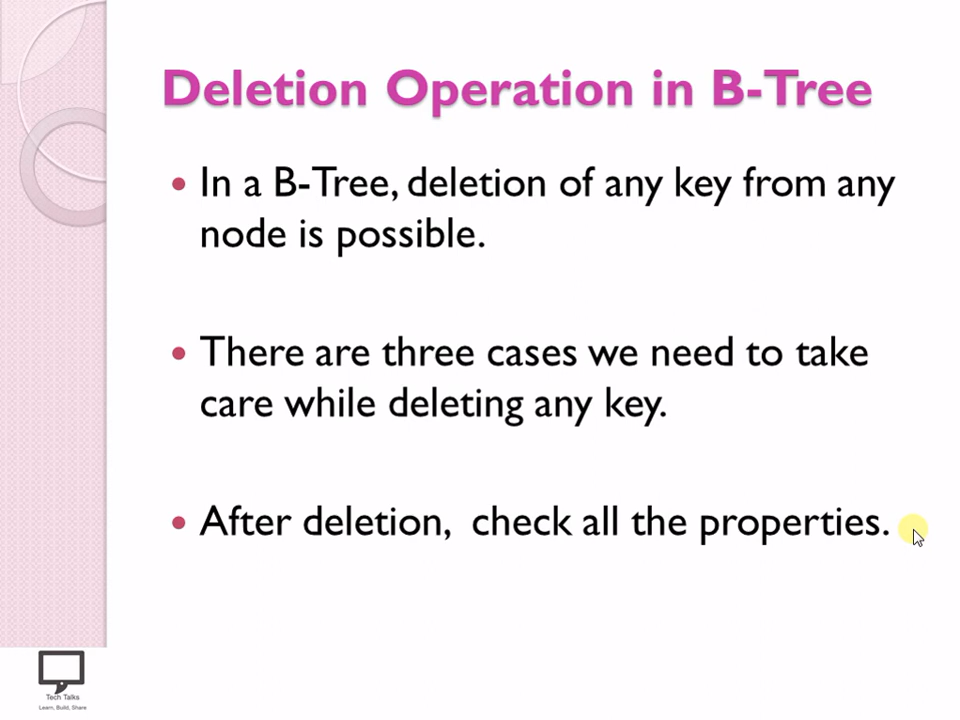 Deletion Operation in B-Tree
• In a B-Tree, deletion of any key from any
node is possible.
• There are three cases we need to take
care while deleting any key.
• After deletion, check all the properties.
Tech Talks
Learn, Build, Share